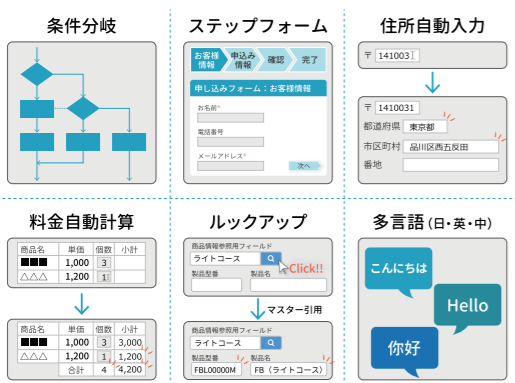 条件分岐
ステップフォーム
お客様
情報
申込み
情報
確認
完了
申し込みフォーム：お客様情報
お名前*
電話番号
メールアドレス*
次へ
住所自動入力
〒 141003
〒 1410031
都道府県 東京都
市区町村 品川区西五反田
番地
料金自動計算
商品名 単価 個数 小計
■■■ 1,000 3
△△△ 1,200 1
商品名 単価 個数 小計
■■■ 1,000 3 3,000
△△△ 1,200 1 1,200
合計 4 4,200
ルックアップ
商品情報参照用フィールド
ライトコース
Click!!
製品型番 製品名
マスター引用
商品情報参照用フィールド
ライトコース
製品型番 製品名
FBL00000M FB（ライトコース）
多言語（日・英・中）
こんにちは
Hello
你好